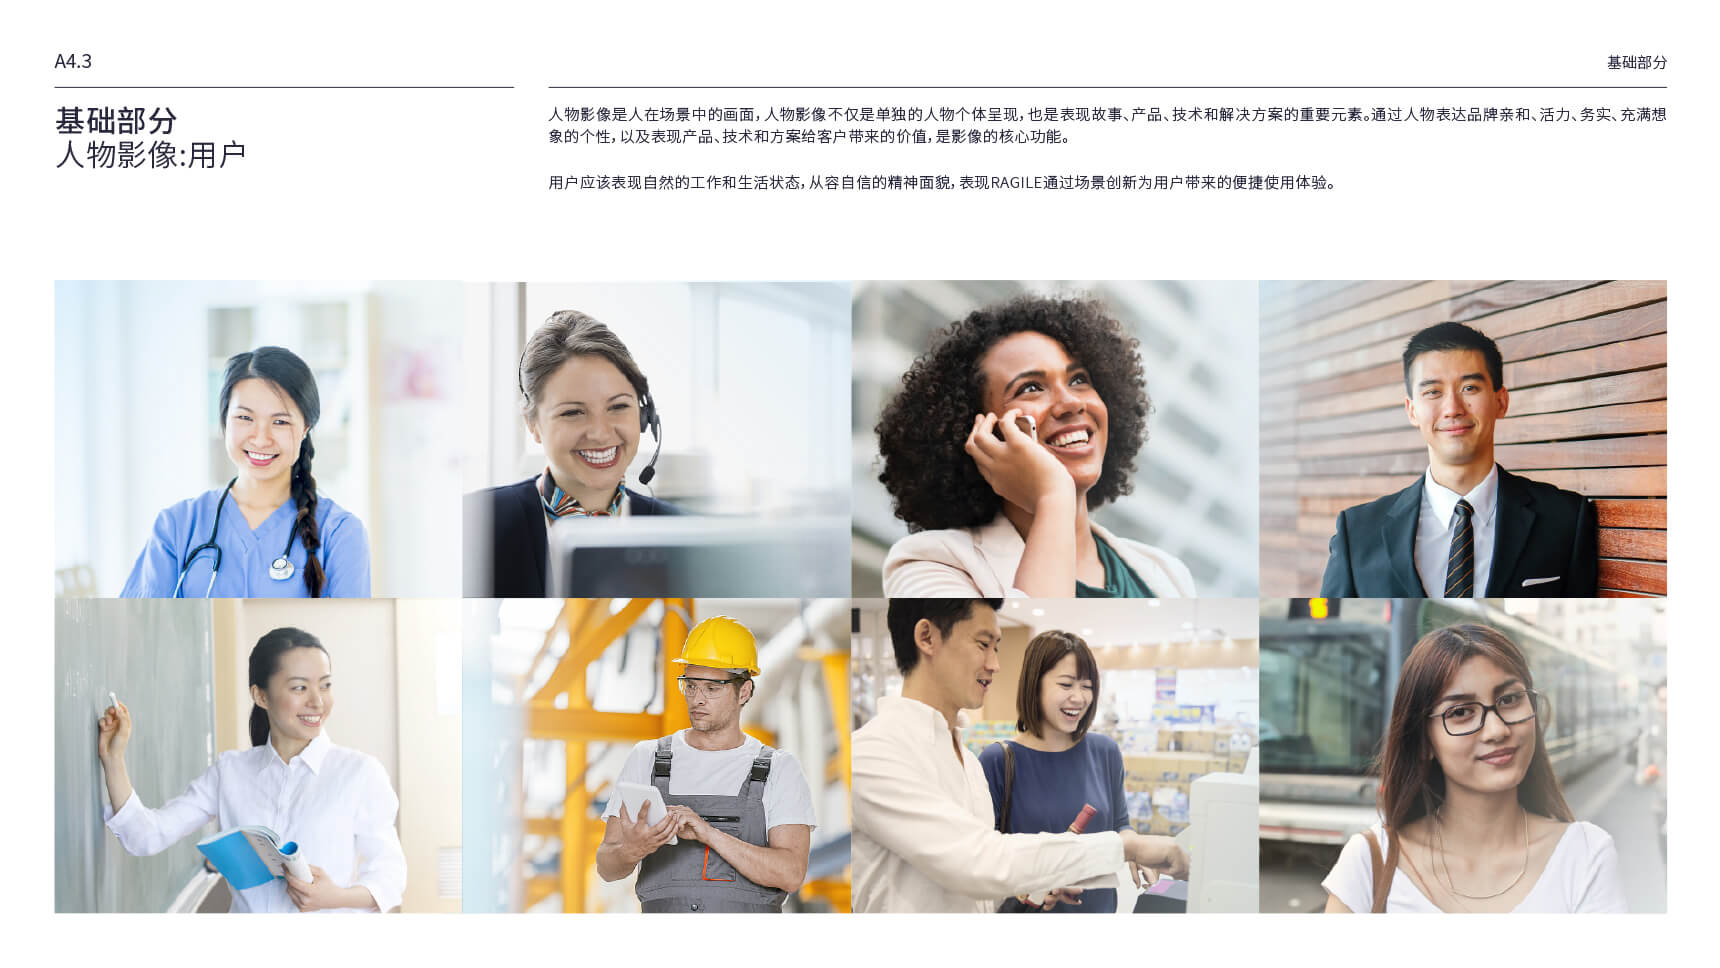 A4.3
基础部分
基础部分
人物影像:用户
人物影像是人在场景中的画面，人物影像不仅是单独的人物个体呈现，也是表现故事、产品、技术和解决方案的重要元素。通过人物表达品牌亲和、活力、务实、充满想
象的个性，以及表现产品、技术和方案给客户带来的价值，是影像的核心功能。
用户应该表现自然的工作和生活状态，从容自信的精神面貌，表现RAGILE通过场景创新为用户带来的便捷使用体验。